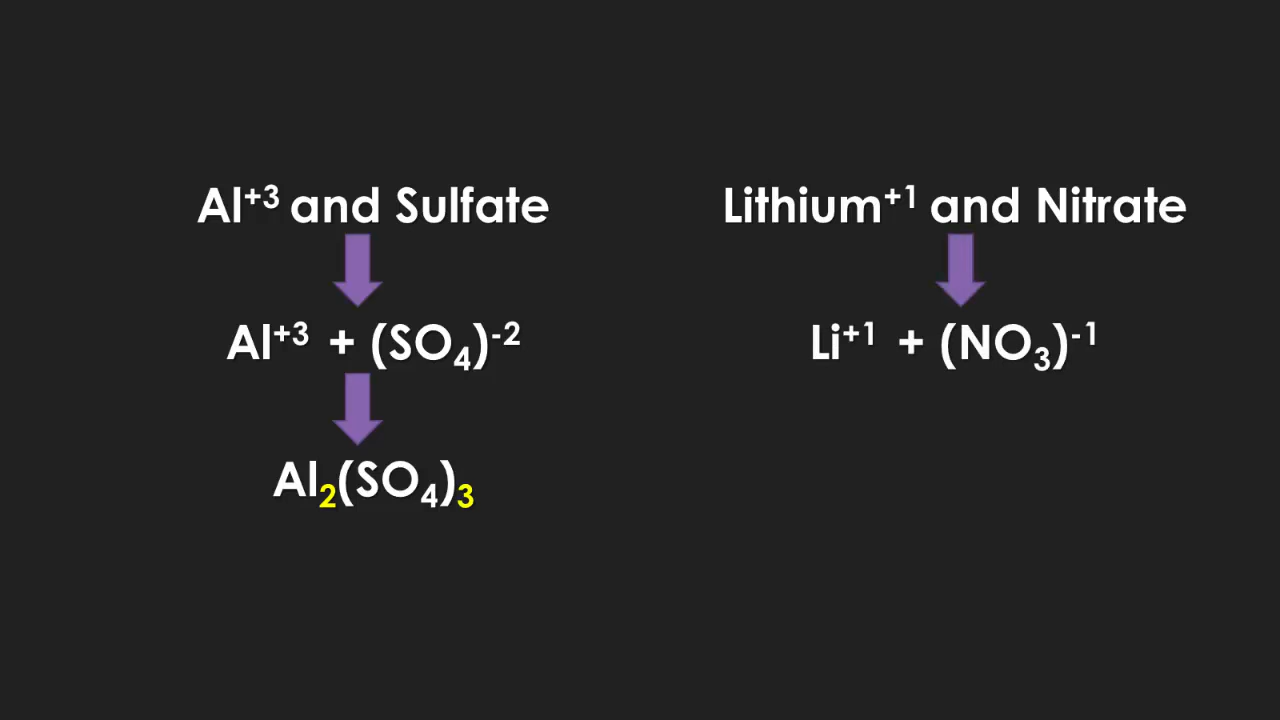 Al⁺³ and Sulfate
Al⁺³ + (SO₄)⁻²
Al₂(SO₄)₃
Lithium⁺¹ and Nitrate
Li⁺¹ + (NO₃)⁻¹